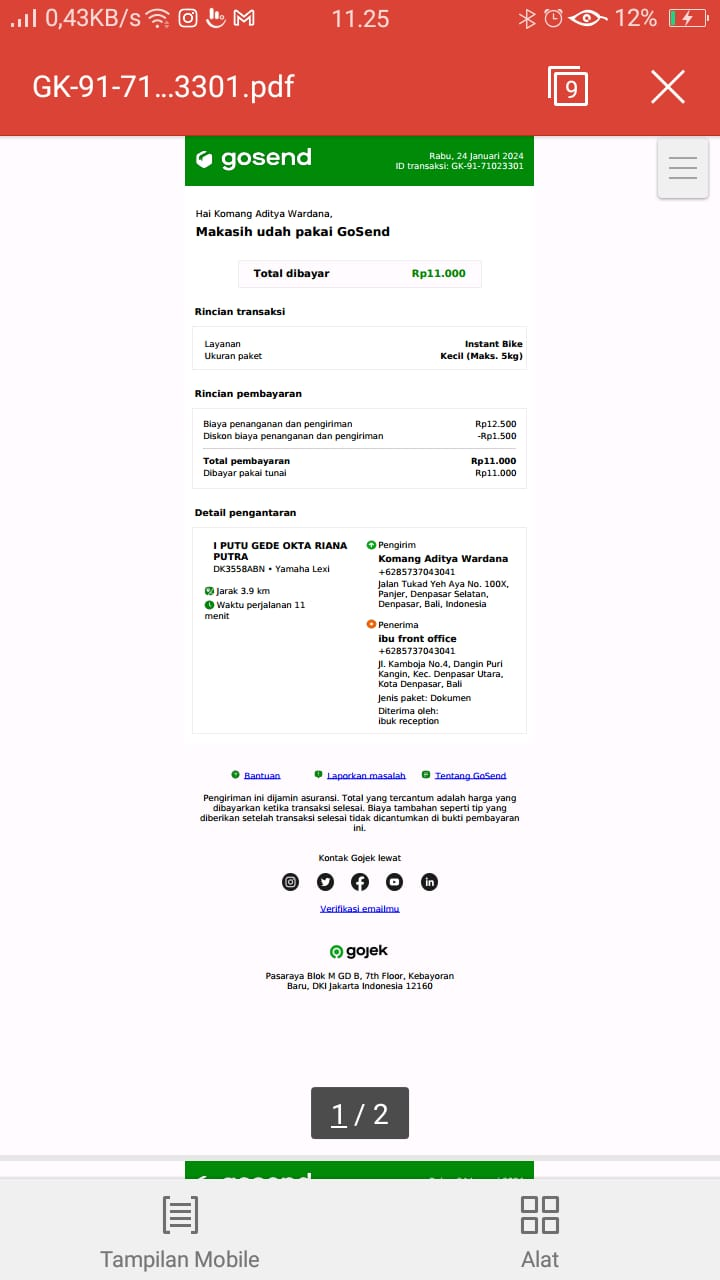 0,43KB/s 11.25 12%
GK-91-71...3301.pdf 9
gosend
Rabu, 24 Januari 2024
ID transaksi: GK-91-71023301
Hai Komang Aditya Wardana,
Makasih udah pakai GoSend
Total dibayar Rp11.000
Rincian transaksi
Layanan Instant Bike
Ukuran paket Kecil (Maks. 5kg)
Rincian pembayaran
Biaya penanganan dan pengiriman Rp12.500
Diskon biaya penanganan dan pengiriman -Rp1.500
Total pembayaran Rp11.000
Dibayar pakai tunai Rp11.000
Detail pengantaran
I PUTU GEDE OKTA RIANA
PUTRA
DK3558ABN • Yamaha Lexi
Jarak 3.9 km
Waktu perjalanan 11
menit
Pengirim
Komang Aditya Wardana
+6285737043041
Jalan Tukad Yeh Aya No. 100X,
Panjer, Denpasar Selatan,
Denpasar, Bali, Indonesia
Penerima
ibu front office
+6285737043041
Jl. Kamboja No.4, Dangin Puri
Kangin, Kec. Denpasar Utara,
Kota Denpasar, Bali
Jenis paket: Dokumen
Diterima oleh:
ibuk reception
Bantuan Laporkan masalah Tentang GoSend
Pengiriman ini dijamin asuransi. Total yang tercantum adalah harga yang
dibayarkan ketika transaksi selesai. Biaya tambahan seperti tip yang
diberikan setelah transaksi selesai tidak dicantumkan di bukti pembayaran
ini.
Kontak Gojek lewat
Verifikasi emailmu
gojek
Pasaraya Blok M GD B, 7th Floor, Kebayoran
Baru, DKI Jakarta Indonesia 12160
1 / 2
Tampilan Mobile Alat